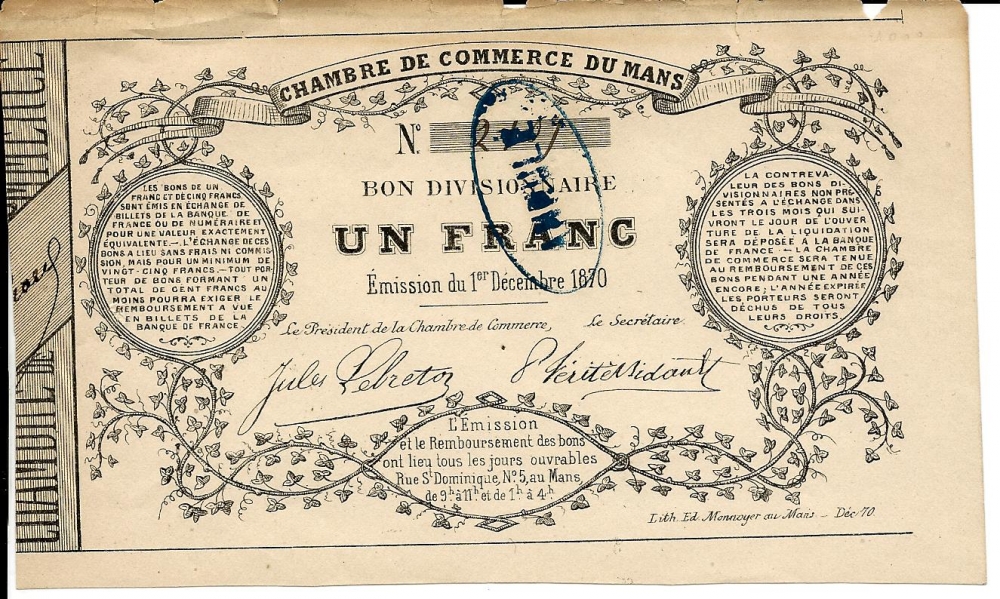 CHAMBRE DE COMMERCE DU MANS
N°.
BON DIVISIONNAIRE
UN FRANC
Émission du 1er Décembre 1870
LES BONS DE UN
FRANC ET DE CINQ FRANCS
SONT ÉMIS EN ÉCHANGE DE
BILLETS DE LA BANQUE DE
FRANCE OU DE NUMÉRAIRE ET
POUR UNE VALEUR EXACTEMENT
ÉQUIVALENTE.—L'ÉCHANGE DE CES
BONS A LIEU SANS FRAIS NI COMMIS
SION, MAIS POUR UN MINIMUM DE
VINGT-CINQ FRANCS.—TOUT POR
TEUR DE BONS FORMANT UN
TOTAL DE CENT FRANCS AU
MOINS POURRA EXIGER LE
REMBOURSEMENT A VUE
EN BILLETS DE LA
BANQUE DE FRANCE
LA CONTREVA-
LEUR DES BONS DI-
VISIONNAIRES NON PRÉ
SENTÉS A L'ÉCHANGE DANS
LES TROIS MOIS QUI SUI-
VRONT LE JOUR DE L'OUVER
TURE DE LA LIQUIDATION
SERA DÉPOSÉE A LA BANQUE
DE FRANCE.—LA CHAMBRE
DE COMMERCE SERA TENUE
AU REMBOURSEMENT DE CES
BONS PENDANT UNE ANNÉE
ENCORE; L'ANNÉE EXPIRÉE
LES PORTEURS SERONT
DÉCHUS DE TOUS
LEURS DROITS
Le Président de la Chambre de Commerce, Le Secrétaire.
Jules Lebreton
L'Émission
et le Remboursement des bons
ont lieu tous les jours ouvrables
Rue St Dominique, No 5, au Mans
de 9h à 11h et de 1h à 4h
Lith. Ed. Monnoyer au Mans _ Déc 70
CHAMBRE DE COMMERCE